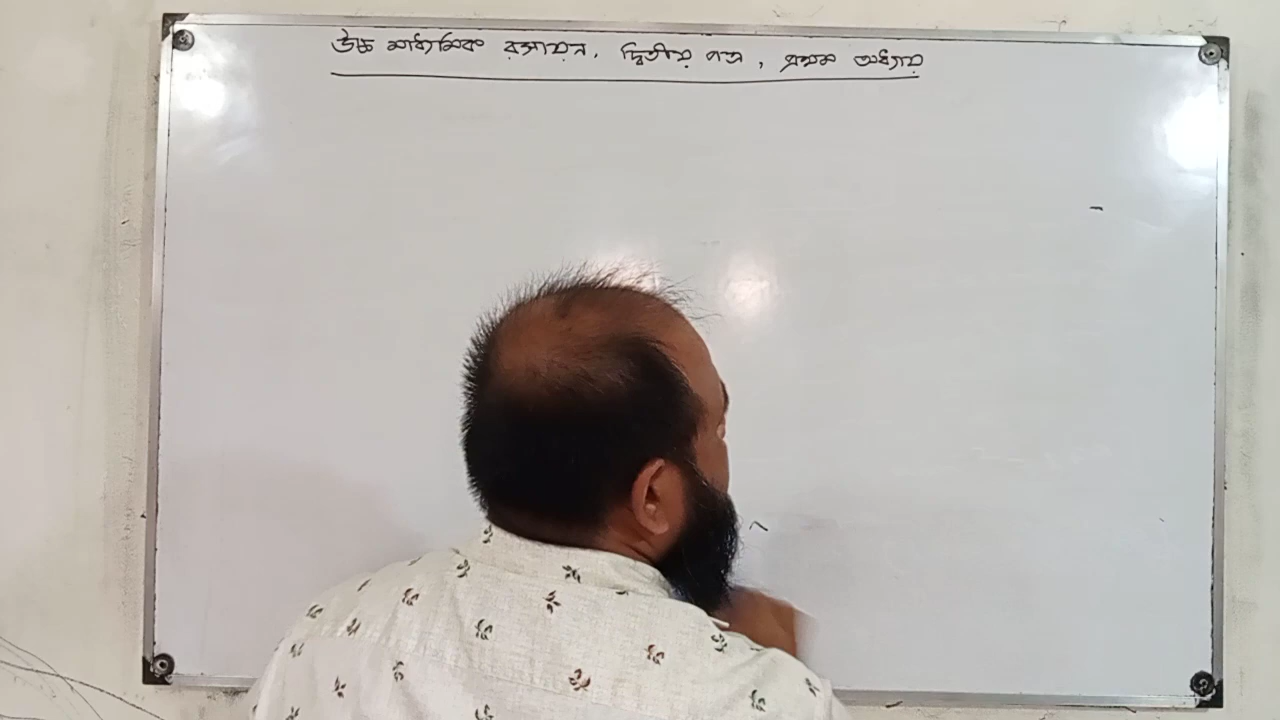 উচ্চ মাধ্যমিক রসায়ন, দ্বিতীয় পত্র, প্রথম অধ্যায়